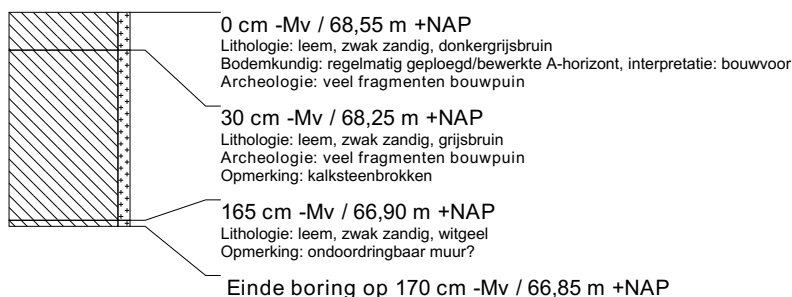 0 cm -Mv / 68,55 m +NAP
Lithologie: leem, zwak zandig, donkergrijsbruin
Bodemkundig: regelmatig geploegd/bewerkte A-horizont, interpretatie: bouwvoor
Archeologie: veel fragmenten bouwpuin
30 cm -Mv / 68,25 m +NAP
Lithologie: leem, zwak zandig, grijsbruin
Archeologie: veel fragmenten bouwpuin
Opmerking: kalksteenbrokken
165 cm -Mv / 66,90 m +NAP
Lithologie: leem, zwak zandig, witgeel
Opmerking: ondoordringbaar muur?
Einde boring op 170 cm -Mv / 66,85 m +NAP